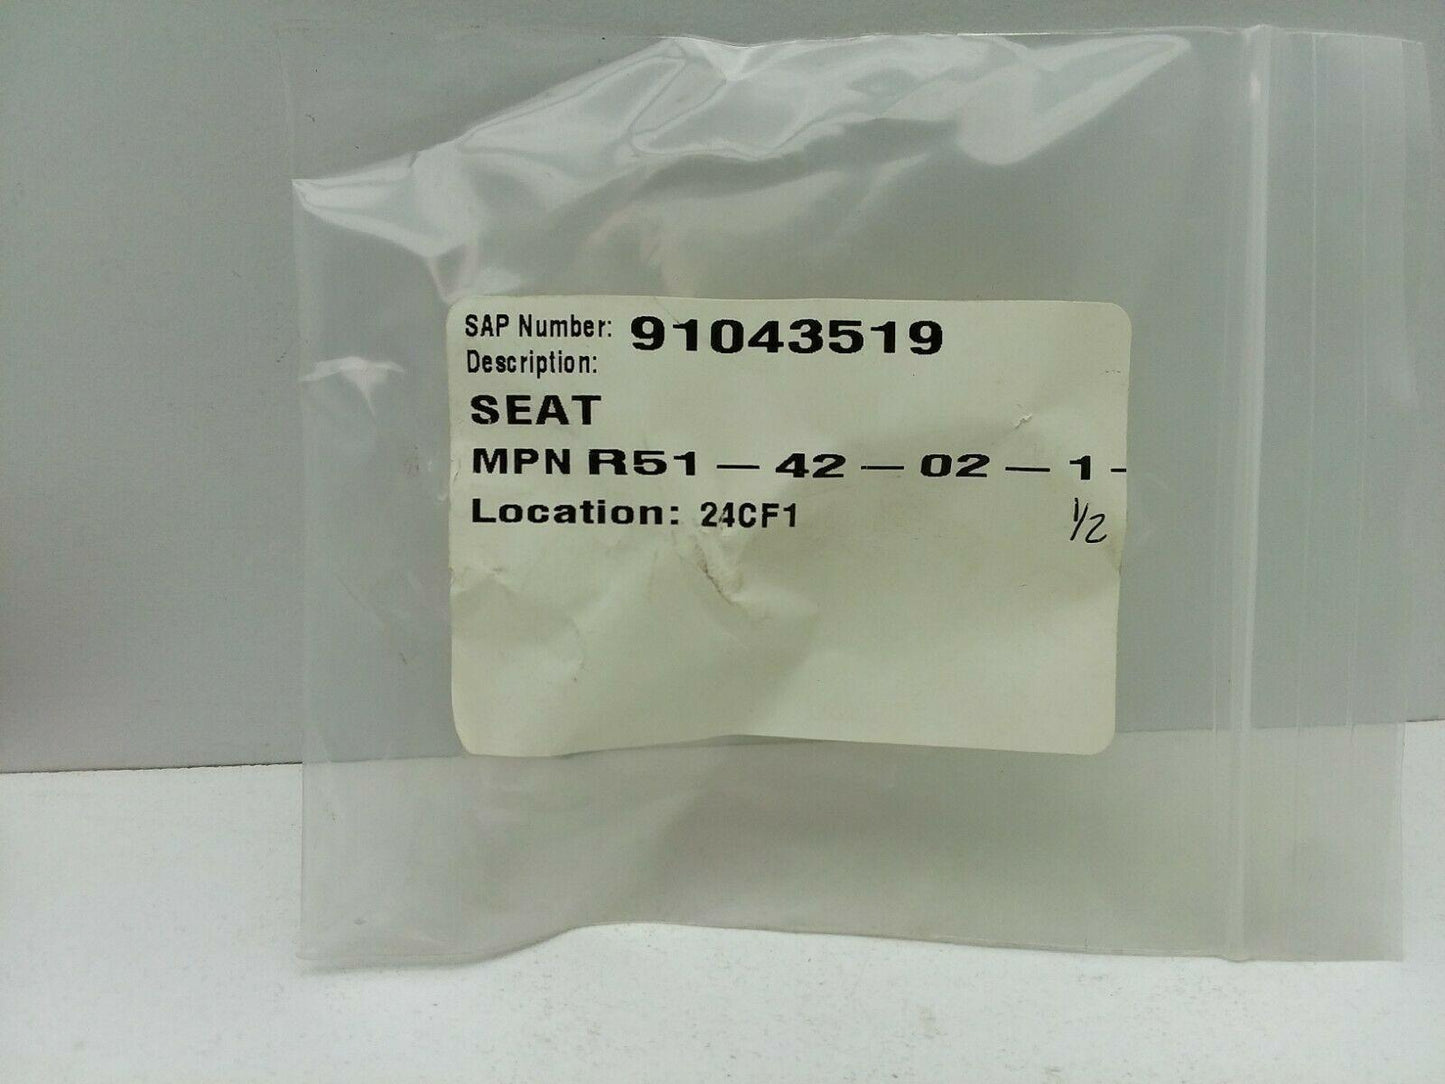 SAP Number: 91043519
Description:
SEAT
MPN R51 - 42 - 02 - 1 -
Location: 24CF1
1/2